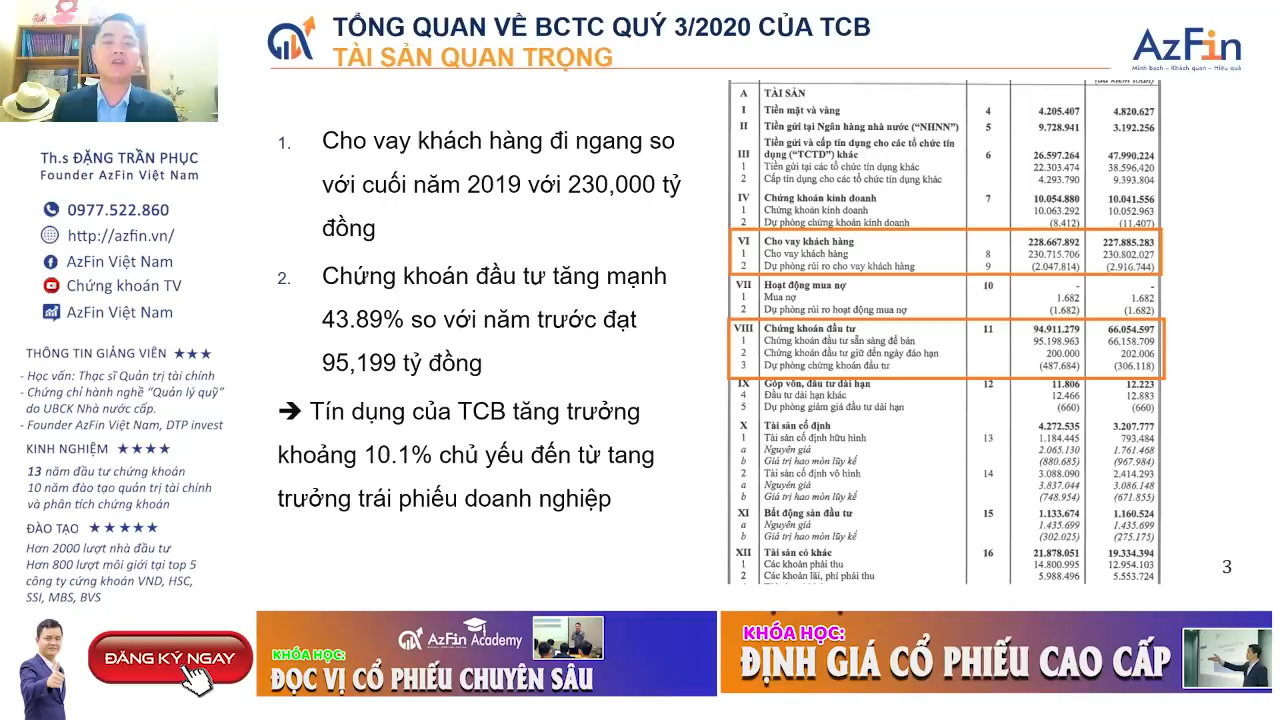 TỔNG QUAN VỀ BCTC QUÝ 3/2020 CỦA TCB
TÀI SẢN QUAN TRỌNG
AzFin
Minh bạch – Khách quan – Hiệu quả
Th.s ĐẶNG TRẦN PHỤC
Founder AzFin Việt Nam
0977.522.860
http://azfin.vn/
AzFin Việt Nam
Chứng khoán TV
AzFin Việt Nam
THÔNG TIN GIẢNG VIÊN ★★★
- Học vấn: Thạc sĩ Quản trị tài chính
- Chứng chỉ hành nghề “Quản lý quỹ”
do UBCK Nhà nước cấp.
- Founder AzFin Việt Nam, DTP invest
KINH NGHIỆM ★★★★
13 năm đầu tư chứng khoán
10 năm đào tạo quản trị tài chính
và phân tích chứng khoán
ĐÀO TẠO ★★★★★
Hơn 2000 lượt nhà đầu tư
Hơn 800 lượt môi giới tại top 5
công ty cứng khoán VND, HSC,
SSI, MBS, BVS
1. Cho vay khách hàng đi ngang so
với cuối năm 2019 với 230,000 tỷ
đồng
2. Chứng khoán đầu tư tăng mạnh
43.89% so với năm trước đạt
95,199 tỷ đồng
➔ Tín dụng của TCB tăng trưởng
khoảng 10.1% chủ yếu đến từ tang
trưởng trái phiếu doanh nghiệp
A TÀI SẢN
I Tiền mặt và vàng 4 4.205.407 4.820.627
II Tiền gửi tại Ngân hàng nhà nước (“NHNN”) 5 9.728.941 3.192.256
Tiền gửi và cấp tín dụng cho các tổ chức tín
III dụng (“TCTD”) khác 6 26.597.264 47.990.224
1 Tiền gửi tại các tổ chức tín dụng khác 22.303.474 38.596.420
2 Cấp tín dụng cho các tổ chức tín dụng khác 4.293.790 9.393.804
IV Chứng khoán kinh doanh 7 10.054.880 10.041.556
1 Chứng khoán kinh doanh 10.063.292 10.052.963
2 Dự phòng chứng khoán kinh doanh (8.412) (11.407)
VI Cho vay khách hàng 228.667.892 227.885.283
1 Cho vay khách hàng 8 230.715.706 230.802.027
2 Dự phòng rủi ro cho vay khách hàng 9 (2.047.814) (2.916.744)
VII Hoạt động mua nợ 10 - -
1 Mua nợ 1.682 1.682
2 Dự phòng rủi ro hoạt động mua nợ (1.682) (1.682)
VIII Chứng khoán đầu tư 11 94.911.279 66.054.597
1 Chứng khoán đầu tư sẵn sàng để bán 95.198.963 66.158.709
2 Chứng khoán đầu tư giữ đến ngày đáo hạn 200.000 202.006
3 Dự phòng chứng khoán đầu tư (487.684) (306.118)
IX Góp vốn, đầu tư dài hạn 12 11.806 12.223
4 Đầu tư dài hạn khác 12.466 12.883
5 Dự phòng giảm giá đầu tư dài hạn (660) (660)
X Tài sản cố định 4.272.535 3.207.777
1 Tài sản cố định hữu hình 13 1.184.445 793.484
a Nguyên giá 2.065.130 1.761.468
b Giá trị hao mòn lũy kế (880.685) (967.984)
2 Tài sản cố định vô hình 14 3.088.090 2.414.293
a Nguyên giá 3.837.044 3.086.148
b Giá trị hao mòn lũy kế (748.954) (671.855)
XI Bất động sản đầu tư 15 1.133.674 1.160.524
a Nguyên giá 1.435.699 1.435.699
b Giá trị hao mòn lũy kế (302.025) (275.175)
XII Tài sản có khác 16 21.878.051 19.334.394
1 Các khoản phải thu 14.800.995 12.954.103
2 Các khoản lãi, phí phải thu 5.988.496 5.553.724
3
ĐĂNG KÝ NGAY
AzFin Academy
KHÓA HỌC:
ĐỌC VỊ CỔ PHIẾU CHUYÊN SÂU
KHÓA HỌC:
ĐỊNH GIÁ CỔ PHIẾU CAO CẤP